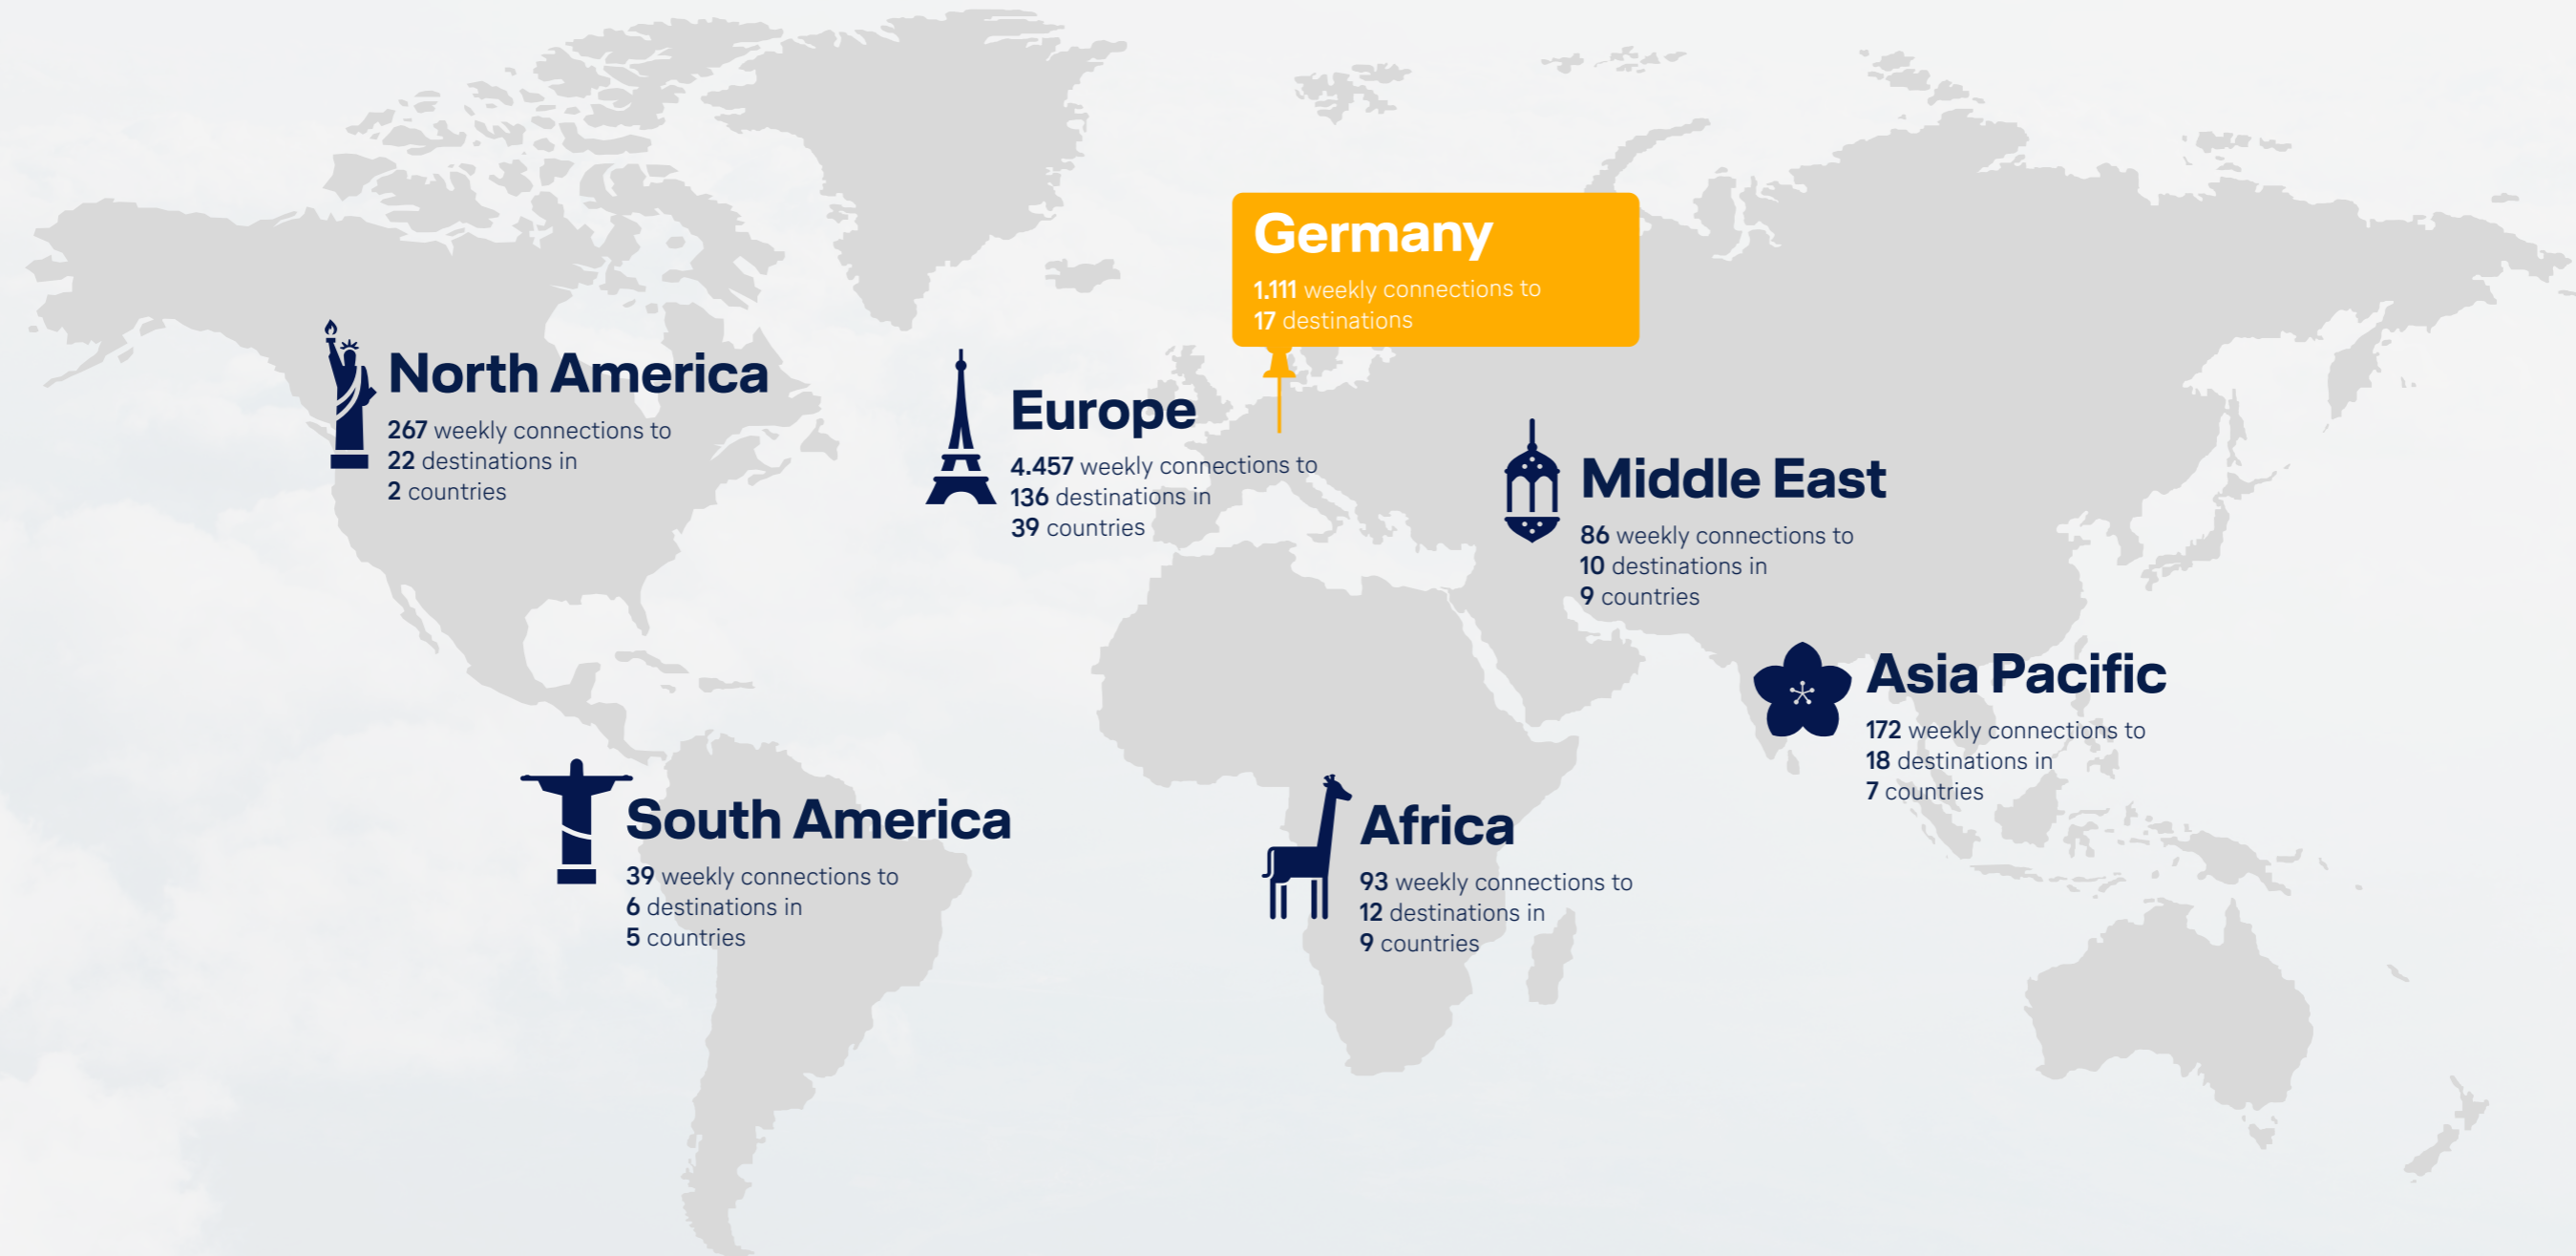 Germany
1.111 weekly connections to
17 destinations
North America
267 weekly connections to
22 destinations in
2 countries
Europe
4.457 weekly connections to
136 destinations in
39 countries
Middle East
86 weekly connections to
10 destinations in
9 countries
Asia Pacific
172 weekly connections to
18 destinations in
7 countries
South America
39 weekly connections to
6 destinations in
5 countries
Africa
93 weekly connections to
12 destinations in
9 countries